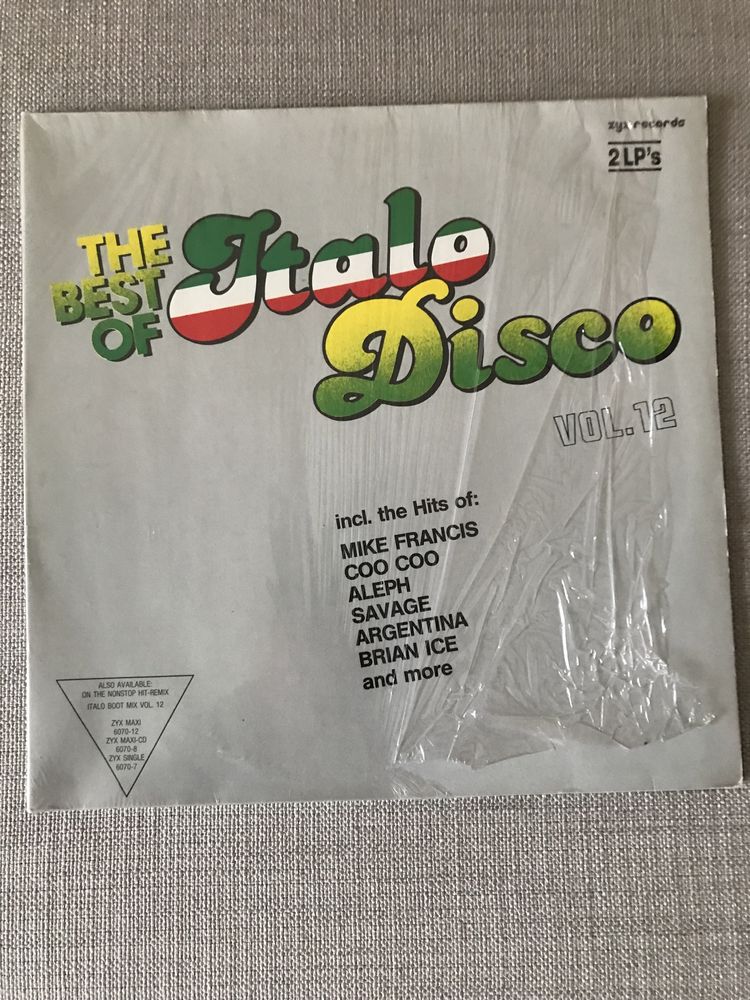 zyx records
2 LP's
THE
BEST
OF
Italo
Disco
VOL.12
incl. the Hits of:
MIKE FRANCIS
COO COO
ALEPH
SAVAGE
ARGENTINA
BRIAN ICE
and more
ALSO AVAILABLE:
ON THE NONSTOP HIT-REMIX
ITALO BOOT MIX VOL. 12
ZYX MAXI
6070-12
ZYX MAXI-CD
6070-8
ZYX SINGLE
6070-7